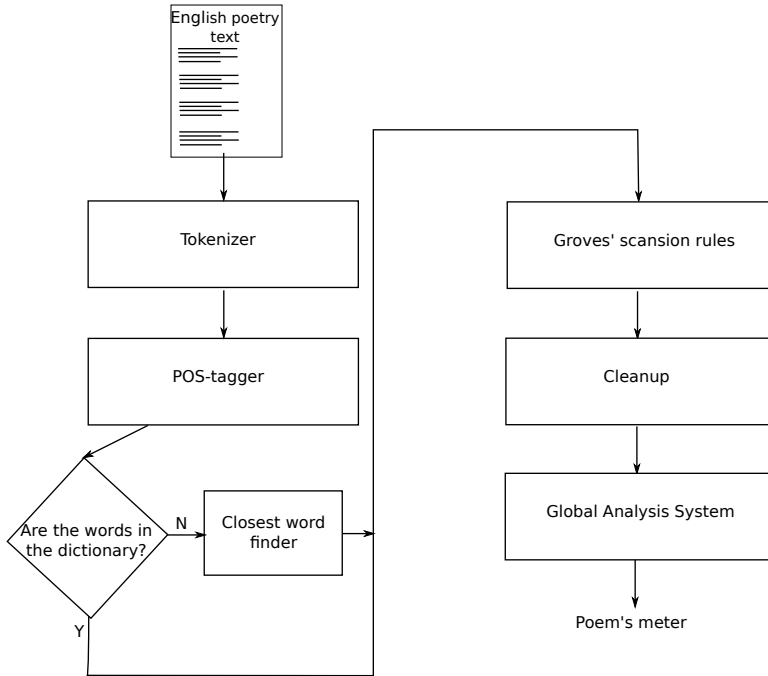 English poetry
text
Tokenizer
POS-tagger
Are the words in
the dictionary?
N
Closest word
finder
Y
Groves' scansion rules
Cleanup
Global Analysis System
Poem's meter